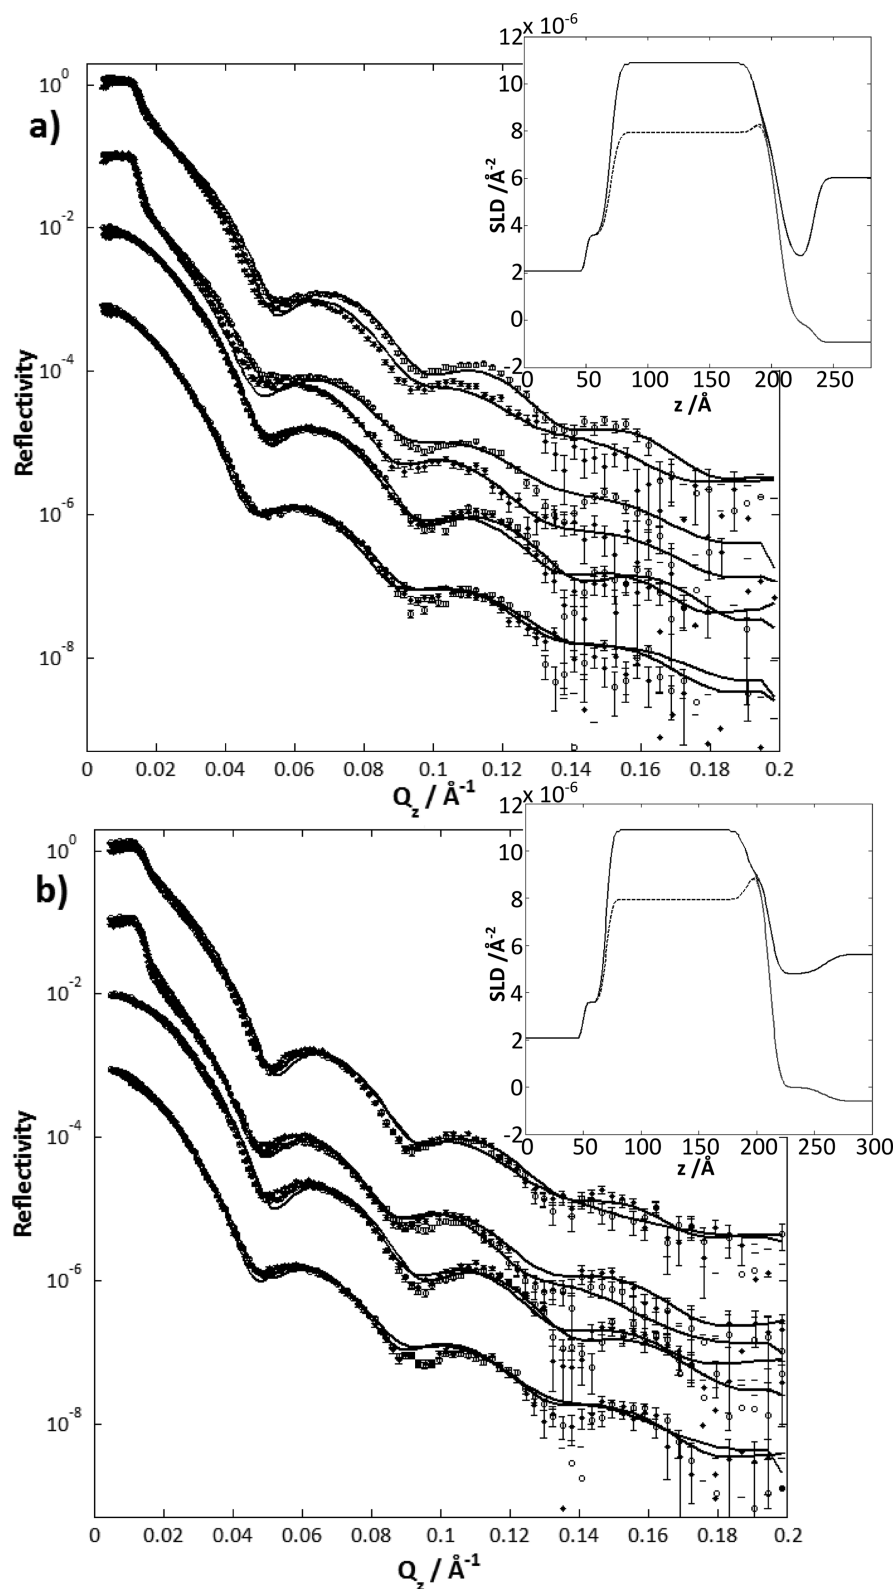 12 x 10⁻⁶
10
8
6
4
2
0
-2
SLD /Å⁻²
0 50 100 150 200 250
z /Å
a)
10⁰
10⁻²
10⁻⁴
10⁻⁶
10⁻⁸
Reflectivity
0 0.02 0.04 0.06 0.08 0.1 0.12 0.14 0.16 0.18 0.2
Q_z / Å⁻¹
12 x 10⁻⁶
10
8
6
4
2
0
-2
SLD /Å⁻²
0 50 100 150 200 250 300
z /Å
b)
10⁰
10⁻²
10⁻⁴
10⁻⁶
10⁻⁸
Reflectivity
0 0.02 0.04 0.06 0.08 0.1 0.12 0.14 0.16 0.18 0.2
Q_z / Å⁻¹